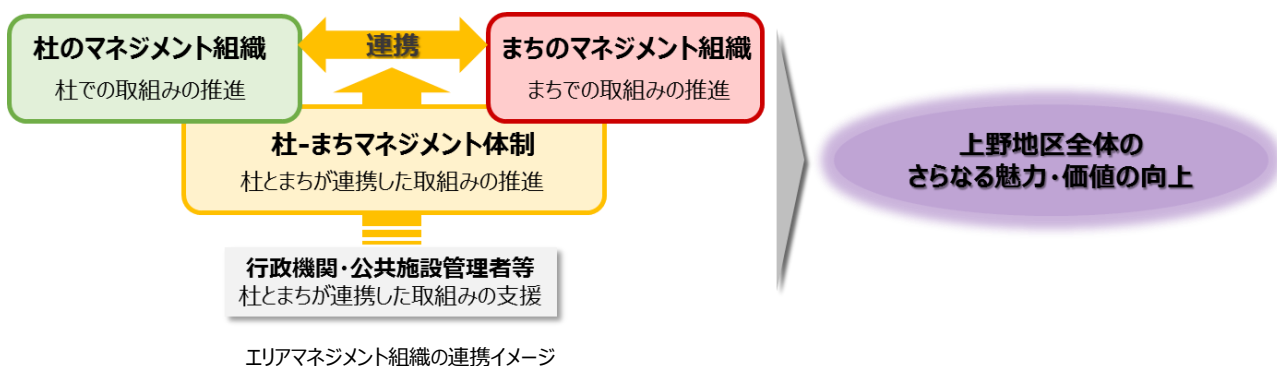 杜のマネジメント組織
杜での取組みの推進
連携
まちのマネジメント組織
まちでの取組みの推進
杜-まちマネジメント体制
杜とまちが連携した取組みの推進
行政機関・公共施設管理者等
杜とまちが連携した取組みの支援
上野地区全体の
さらなる魅力・価値の向上
エリアマネジメント組織の連携イメージ